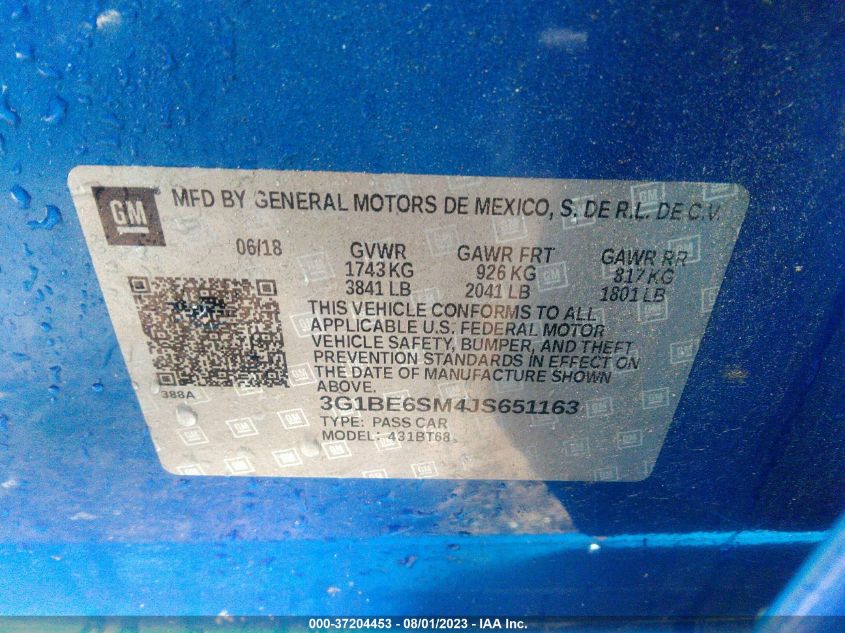 GM
MFD BY GENERAL MOTORS DE MEXICO, S. DE R.L. DE C.V.
06/18 GVWR GAWR FRT GAWR RR
1743 KG 926 KG 817 KG
3841 LB 2041 LB 1801 LB
THIS VEHICLE CONFORMS TO ALL
APPLICABLE U.S. FEDERAL MOTOR
VEHICLE SAFETY, BUMPER, AND THEFT
PREVENTION STANDARDS IN EFFECT ON
THE DATE OF MANUFACTURE SHOWN
ABOVE.
388A
3G1BE6SM4JS651163
TYPE: PASS CAR
MODEL: 431BT68
000-37204453 - 08/01/2023 - IAA Inc.